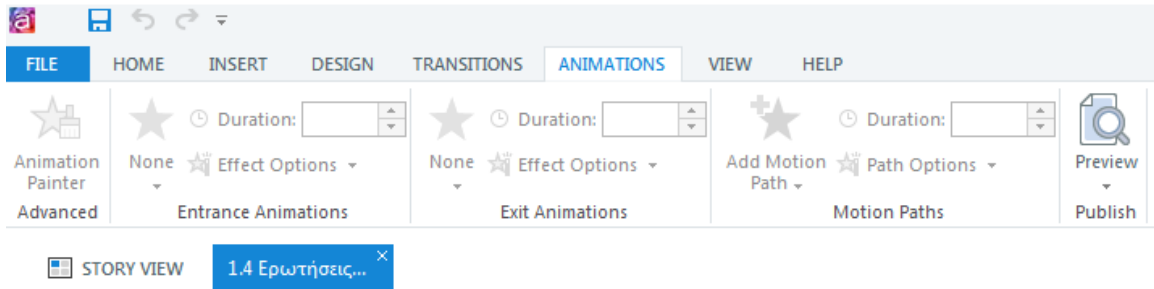 FILE HOME INSERT DESIGN TRANSITIONS ANIMATIONS VIEW HELP
Animation Painter
Advanced
None Duration:
Effect Options
Entrance Animations
None Duration:
Effect Options
Exit Animations
Add Motion Path Duration:
Path Options
Motion Paths
Preview
Publish
STORY VIEW 1.4 Ερωτήσεις...